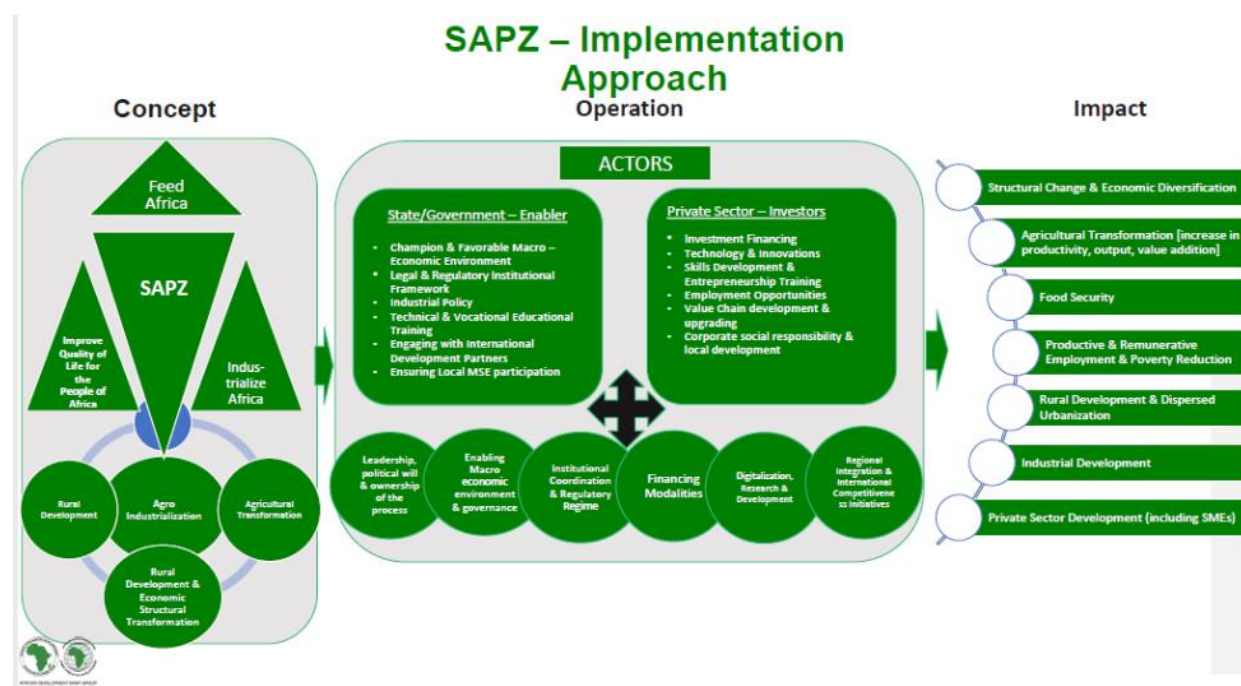 SAPZ – Implementation
Approach
Concept
Operation
Impact
Feed
Africa
SAPZ
Improve
Quality of
Life for
the
People of
Africa
Indus-
trialize
Africa
Rural
Development
Agro
Industrialization
Agricultural
Transformation
Rural
Development &
Economic
Structural
Transformation
ACTORS
State/Government – Enabler
- Champion & Favorable Macro –
Economic Environment
• Legal & Regulatory Institutional
Framework
- Industrial Policy
- Technical & Vocational Educational
Training
- Engaging with International
Development Partners
- Ensuring Local MSE participation
Private Sector – Investors
• Investment Financing
- Technology & Innovations
- Skills Development &
Entrepreneurship Training
- Employment Opportunities
- Value Chain development &
upgrading
- Corporate social responsibility &
local development
Leadership,
political will
& ownership
of the
process
Enabling
Macro
economic
environment
& governance
Institutional
Coordination
& Regulatory
Regime
Financing
Modalities
Digitalization,
Research &
Development
Regional
Integration &
International
Competitivene
ss initiatives
Structural Change & Economic Diversification
Agricultural Transformation [increase in
productivity, output, value addition]
Food Security
Productive & Remunerative
Employment & Poverty Reduction
Rural Development & Dispersed
Urbanization
Industrial Development
Private Sector Development (including SMEs)
AFRICAN DEVELOPMENT BANK GROUP